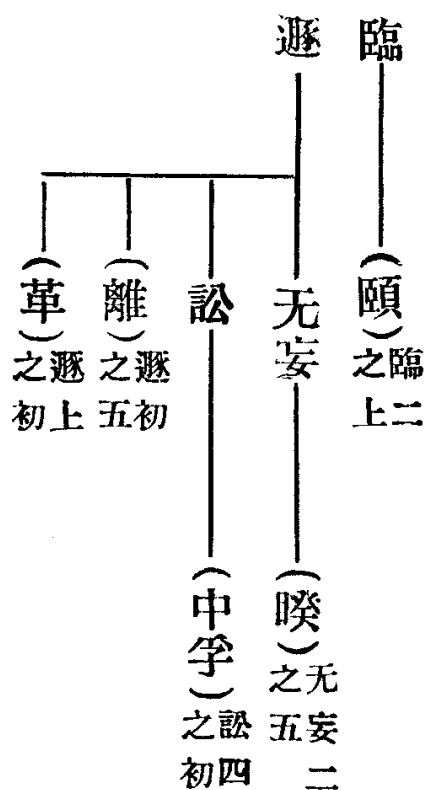 臨
(頤)
臨二
之上
遯
无妄
(暌)
无妄二
之五
訟
(中孚)
訟四
之初
(離)
遯初
之五
(革)
遯上
之初